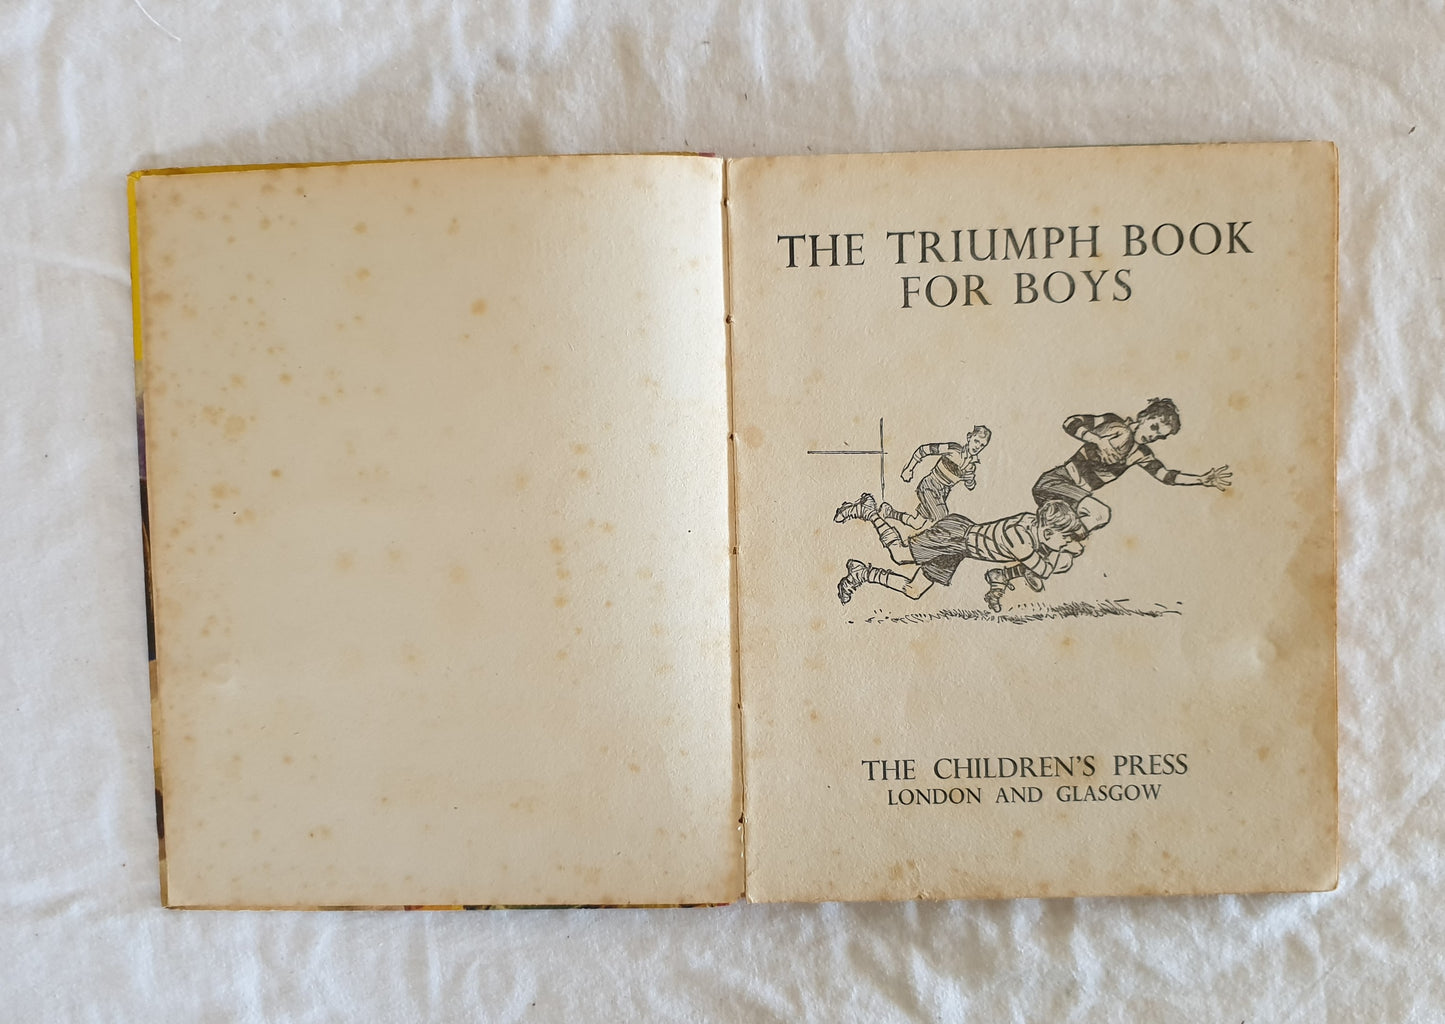 THE TRIUMPH BOOK
FOR BOYS
THE CHILDREN'S PRESS
LONDON AND GLASGOW